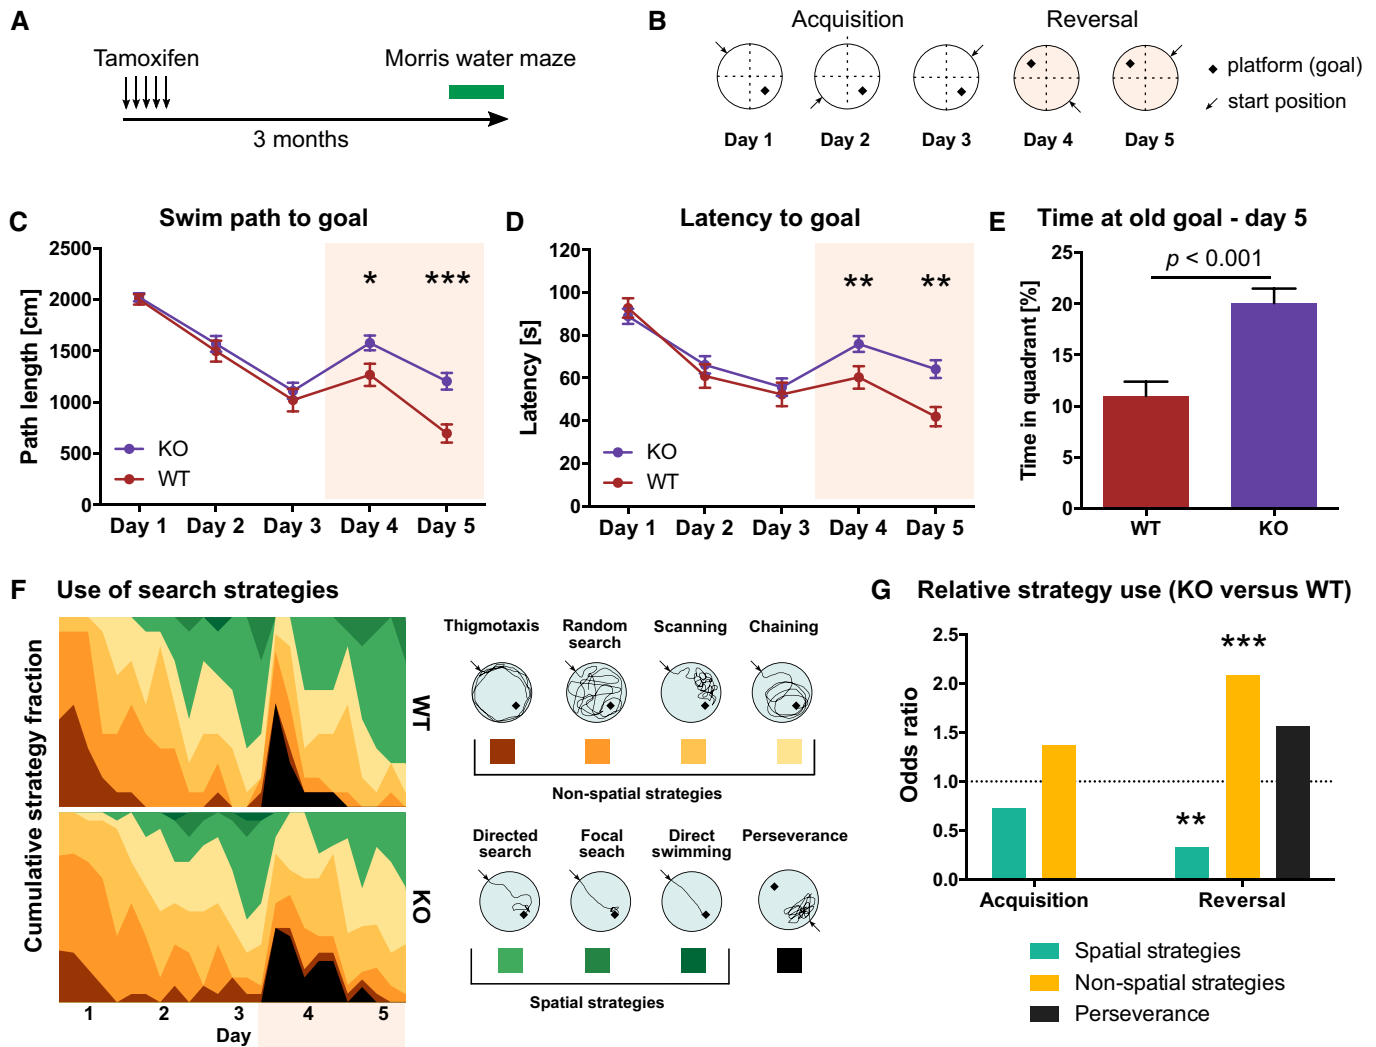 A
Tamoxifen
Morris water maze
3 months
B
Acquisition
Reversal
platform (goal)
start position
Day 1
Day 2
Day 3
Day 4
Day 5
C
Swim path to goal
Path length [cm]
2500
2000
1500
1000
500
0
*
***
KO
WT
Day 1
Day 2
Day 3
Day 4
Day 5
D
Latency to goal
Latency [s]
120
100
80
60
40
20
0
**
**
KO
WT
Day 1
Day 2
Day 3
Day 4
Day 5
E
Time at old goal - day 5
Time in quadrant [%]
25
20
15
10
5
0
p < 0.001
WT
KO
F
Use of search strategies
Cumulative strategy fraction
WT
KO
1
2
3
4
5
Day
Thigmotaxis
Random
search
Scanning
Chaining
Non-spatial strategies
Directed
search
Focal
seach
Direct
swimming
Perseverance
Spatial strategies
G
Relative strategy use (KO versus WT)
Odds ratio
2.5
2.0
1.5
1.0
0.5
0.0
**
***
Acquisition
Reversal
Spatial strategies
Non-spatial strategies
Perseverance